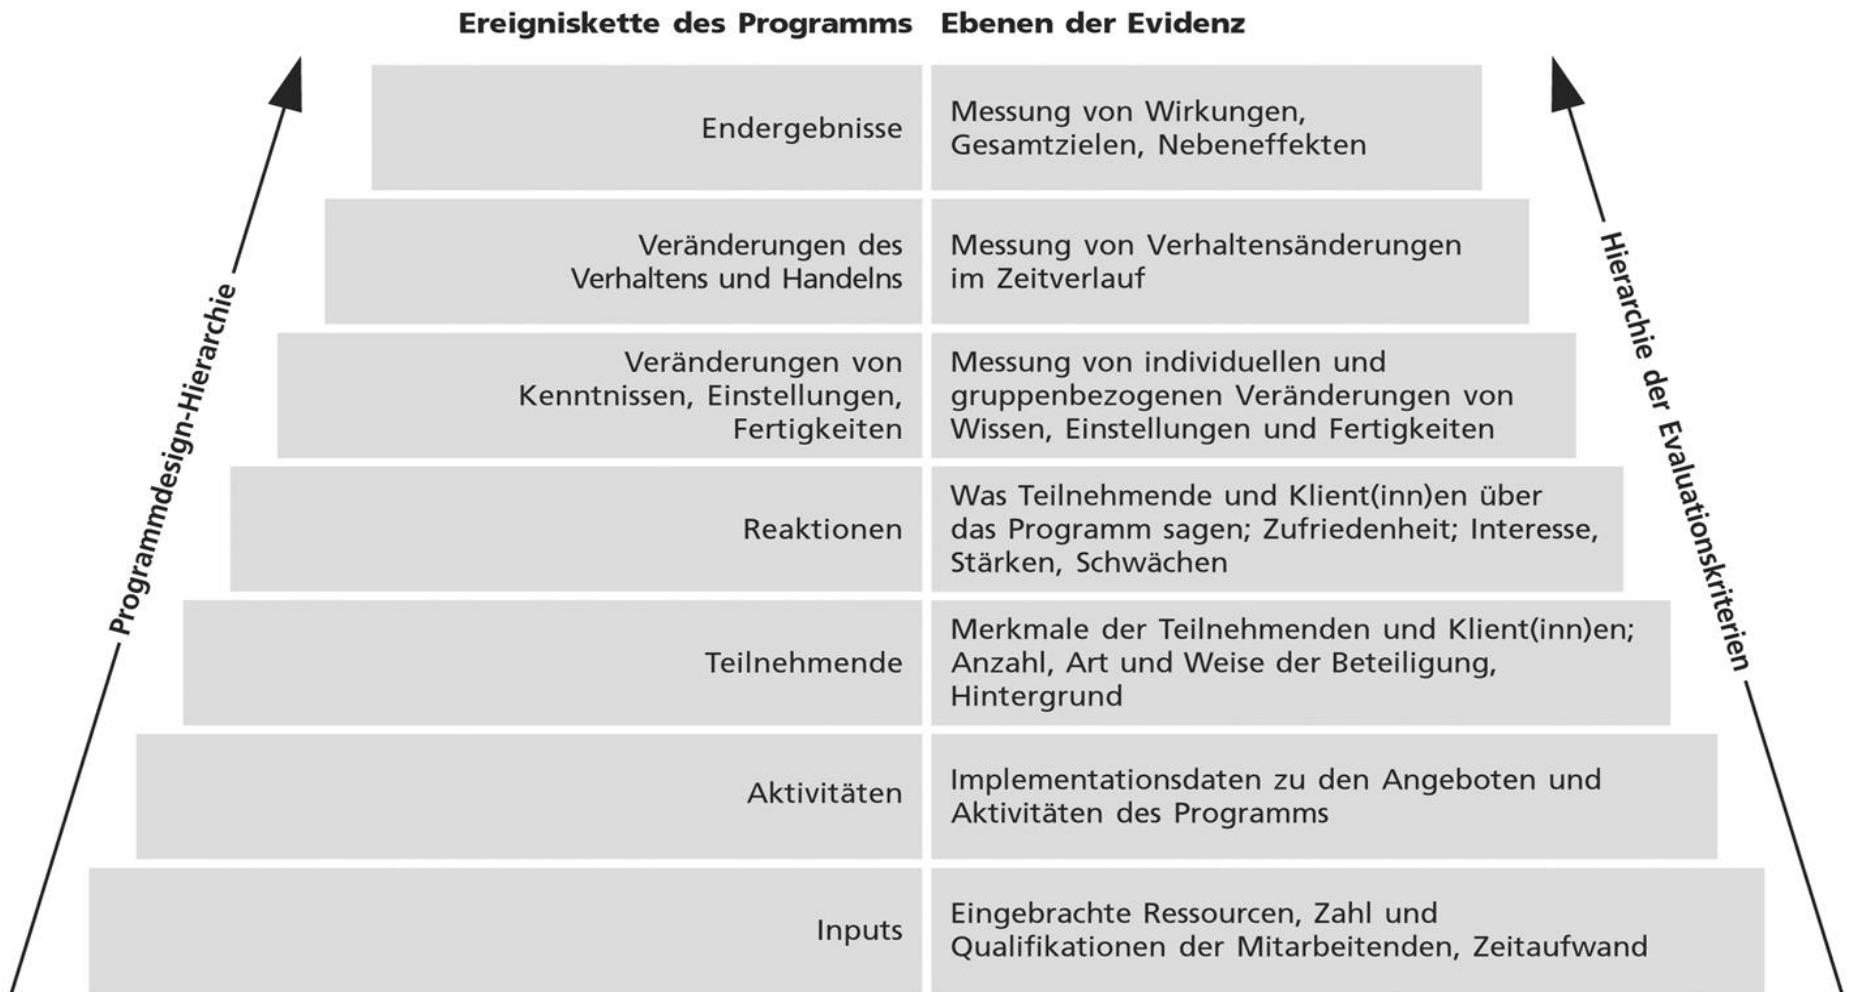 Ereigniskette des Programms Ebenen der Evidenz
Endergebnisse
Messung von Wirkungen,
Gesamtzielen, Nebeneffekten
Veränderungen des
Verhaltens und Handelns
Messung von Verhaltensänderungen
im Zeitverlauf
Veränderungen von
Kenntnissen, Einstellungen,
Fertigkeiten
Messung von individuellen und
gruppenbezogenen Veränderungen von
Wissen, Einstellungen und Fertigkeiten
Reaktionen
Was Teilnehmende und Klient(inn)en über
das Programm sagen; Zufriedenheit; Interesse,
Stärken, Schwächen
Teilnehmende
Merkmale der Teilnehmenden und Klient(inn)en;
Anzahl, Art und Weise der Beteiligung,
Hintergrund
Aktivitäten
Implementationsdaten zu den Angeboten und
Aktivitäten des Programms
Inputs
Eingebrachte Ressourcen, Zahl und
Qualifikationen der Mitarbeitenden, Zeitaufwand
Programmdesign-Hierarchie
Hierarchie der Evaluationskriterien